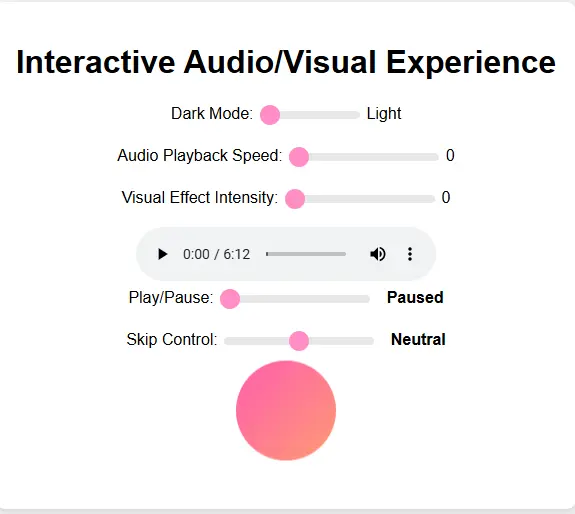 Interactive Audio/Visual Experience
Dark Mode: Light
Audio Playback Speed: 0
Visual Effect Intensity: 0
0:00 / 6:12
Play/Pause: Paused
Skip Control: Neutral